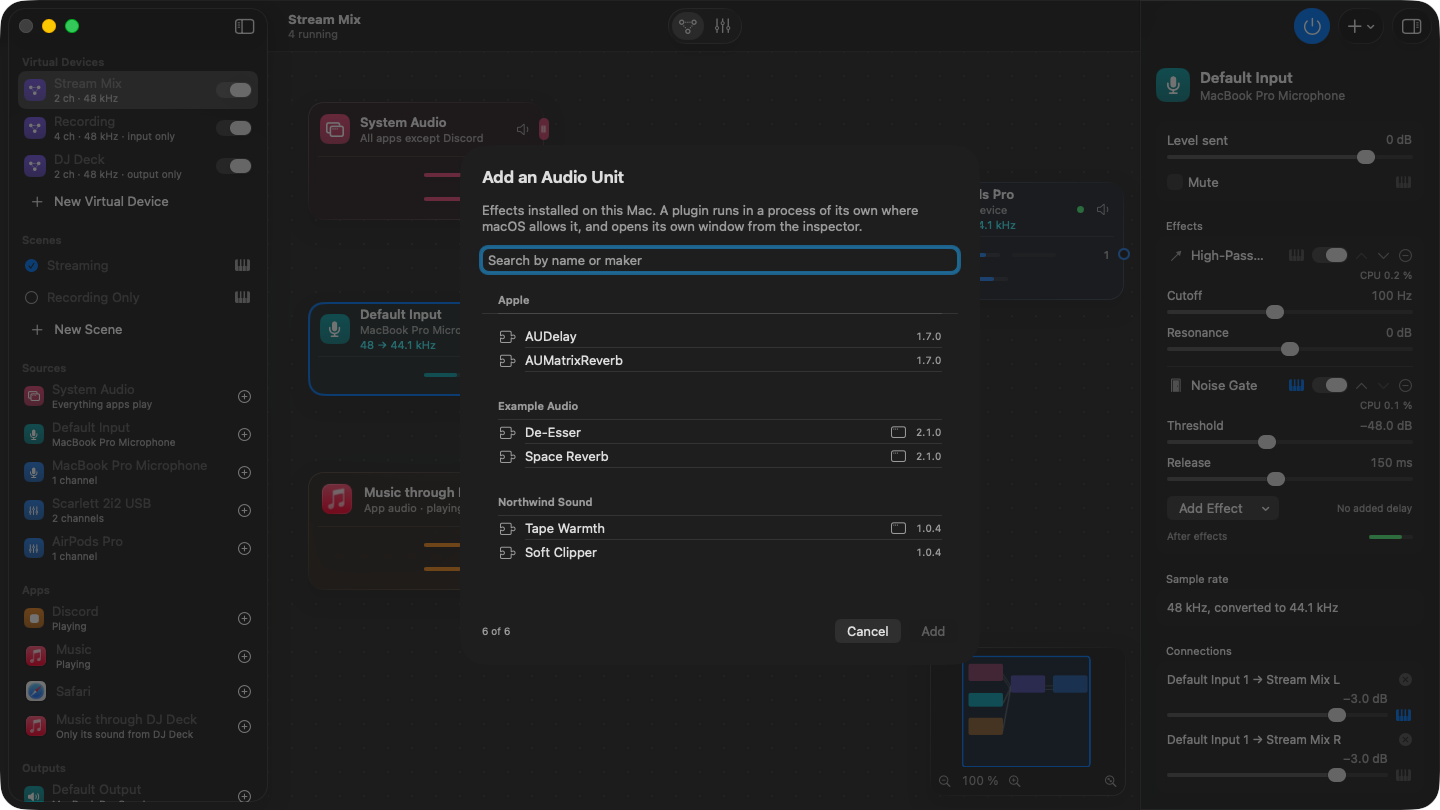 Stream Mix
4 running
Virtual Devices
Stream Mix
2 ch · 48 kHz
Recording
4 ch · 48 kHz · input only
DJ Deck
2 ch · 48 kHz · output only
New Virtual Device
Scenes
Streaming
Recording Only
New Scene
Sources
System Audio
Everything apps play
Default Input
MacBook Pro Microphone
MacBook Pro Microphone
1 channel
Scarlett 2i2 USB
2 channels
AirPods Pro
1 channel
Apps
Discord
Playing
Music
Playing
Safari
Music through DJ Deck
Only its sound from DJ Deck
Outputs
Default Output
System Audio
All apps except Discord
Default Input
MacBook Pro Micro
48 → 44.1 kHz
Music through
App audio · playing
ds Pro
evice
4.1 kHz
1
Add an Audio Unit
Effects installed on this Mac. A plugin runs in a process of its own where
macOS allows it, and opens its own window from the inspector.
Search by name or maker
Apple
AUDelay 1.7.0
AUMatrixReverb 1.7.0
Example Audio
De-Esser 2.1.0
Space Reverb 2.1.0
Northwind Sound
Tape Warmth 1.0.4
Soft Clipper 1.0.4
6 of 6
Cancel
Add
100 %
Default Input
MacBook Pro Microphone
Level sent 0 dB
Mute
Effects
High-Pass...
CPU 0.2 %
Cutoff 100 Hz
Resonance 0 dB
Noise Gate
CPU 0.1 %
Threshold −48.0 dB
Release 150 ms
Add Effect
No added delay
After effects
Sample rate
48 kHz, converted to 44.1 kHz
Connections
Default Input 1 → Stream Mix L
−3.0 dB
Default Input 1 → Stream Mix R
−3.0 dB